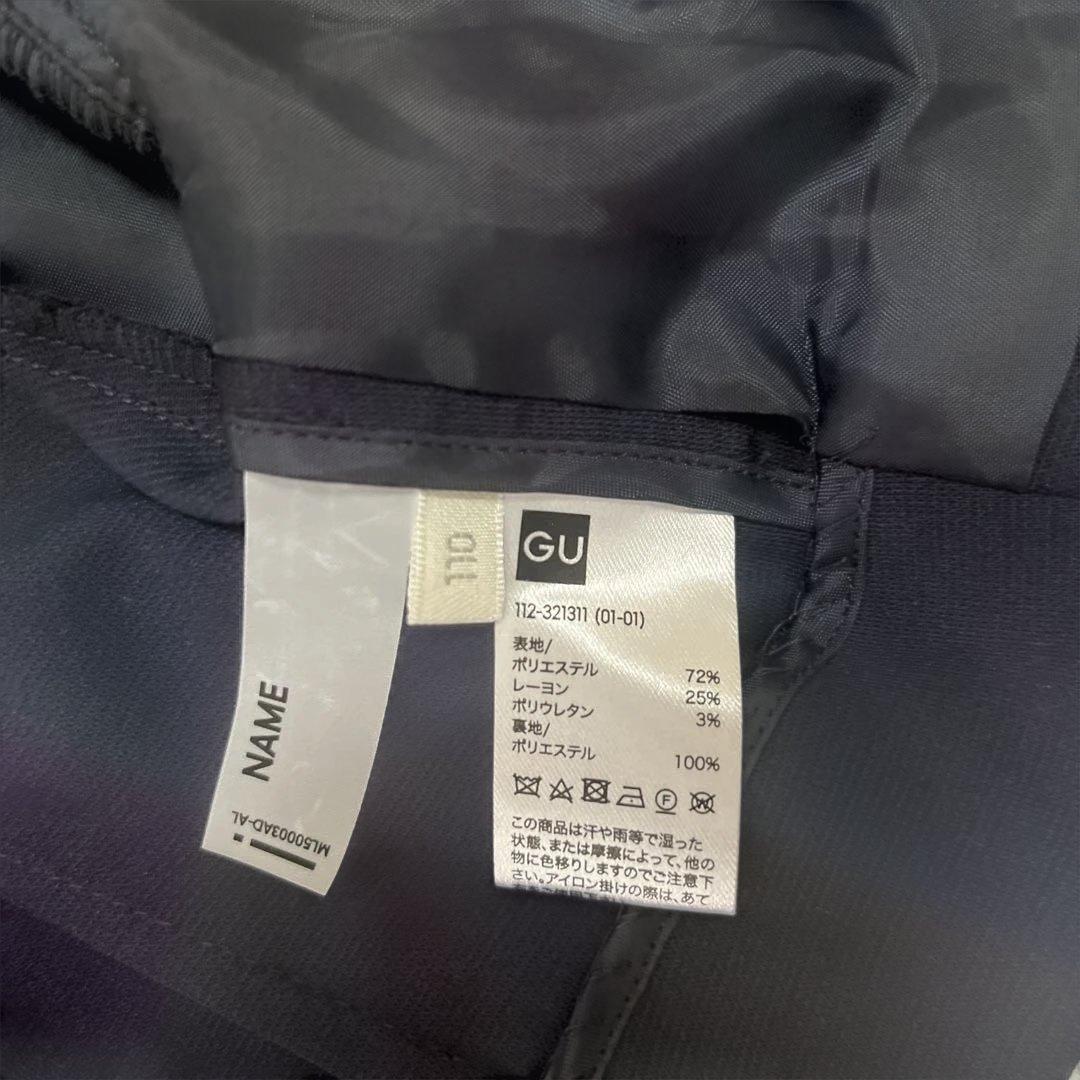 GU
110
112-321311 (01-01)
表地/
ポリエステル 72%
レーヨン 25%
ポリウレタン 3%
裏地/
ポリエステル 100%
この商品は汗や雨等で湿った
状態、または摩擦によって、他の
物に色移りしますのでご注意下
さい。アイロン掛けの際は、あて
NAME
ML50003AD-AL